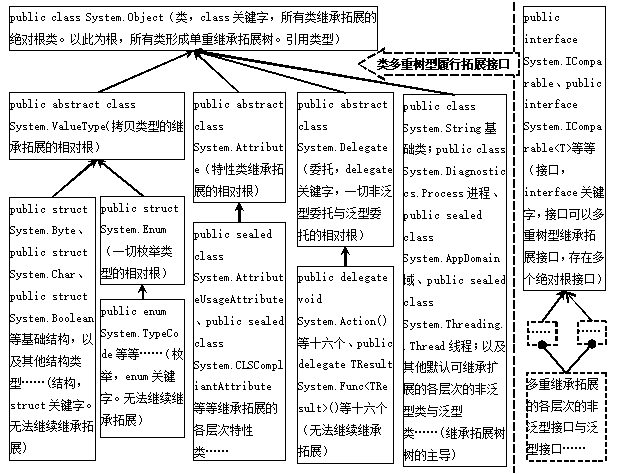 public class System.Object（类，class 关键字，所有类继承拓展的
绝对根类。以此为根，所有类形成单重继承拓展树。引用类型）
类多重树型履行拓展接口
public
interface
System.ICompa
rable、public
interface
System.ICompa
rable<T>等等
（接口，
interface 关键
字，接口可以多
重树型继承拓
展接口，存在多
个绝对根接口）
public abstract class
System.ValueType(拷贝类型的继
承拓展的相对根）
public abstract
class
System.Attribut
e（特性类继承拓
展的相对根）
public abstract
class
System.Delegate
（委托，delegate
关键字，一切非泛
型委托与泛型委
托的相对根）
public class
System.String 基
础类；public class
System.Diagnosti
cs.Process 进程、
public sealed
class
System.AppDomain
域、public sealed
class
System.Threading.
Thread 线程；以及
其他默认可继承扩
展的各层次的非泛
型类与泛型
类……（继承拓展树
树的主导）
public struct
System.Byte、
public struct
System.Char、
public struct
System.Boolean
等基础结构，以
及其他结构类
型……（结构，
struct 关键字。
无法继续继承拓
展）
public struct
System.Enum
（一切枚举类
型的相对根）
public enum
System.TypeCo
de 等等……（枚
举，enum 关键
字。无法继续继
承拓展）
public sealed
class
System.Attribut
eUsageAttribute
、public sealed
class
System.CLSCom
pliantAttribute
等等继承拓展的
各层次特性
类……
public delegate
void
System.Action()
等十六个、public
delegate TResult
System.Func<TRe
sult>()等十六个
（无法继续继承
拓展）
……
……
多重继承拓展
的各层次的非
泛型接口与泛
型接口……